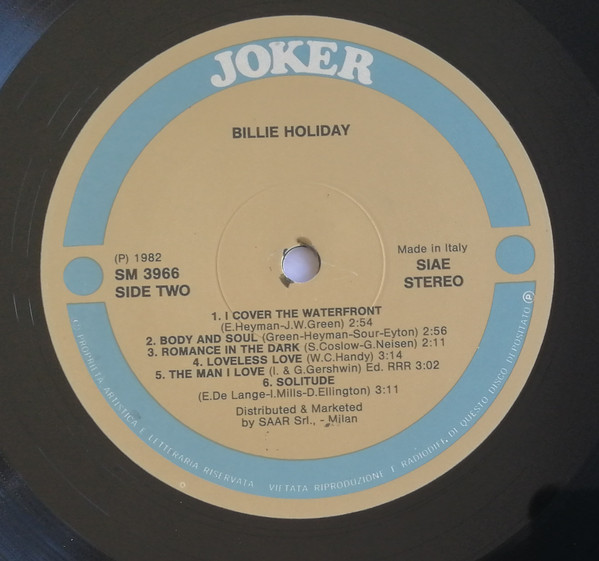 JOKER
BILLIE HOLIDAY
(P) 1982
SM 3966
SIDE TWO
Made in Italy
SIAE
STEREO
1. I COVER THE WATERFRONT
(E.Heyman-J.W.Green) 2:54
2. BODY AND SOUL (Green-Heyman-Sour-Eyton) 2:56
3. ROMANCE IN THE DARK (S.Coslow-G.Neisen) 2:11
4. LOVELESS LOVE (W.C.Handy) 3:14
5. THE MAN I LOVE (I. & G.Gershwin) Ed. RRR 3:02
6. SOLITUDE
(E.De Lange-I.Mills-D.Ellington) 3:11
Distributed & Marketed
by SAAR Srl., - Milan
PROPRIETÀ ARTISTICA E LETTERARIA RISERVATA VIETATA RIPRODUZIONE E RADIODIF. DI QUESTO DISCO DEPOSITATO (P)